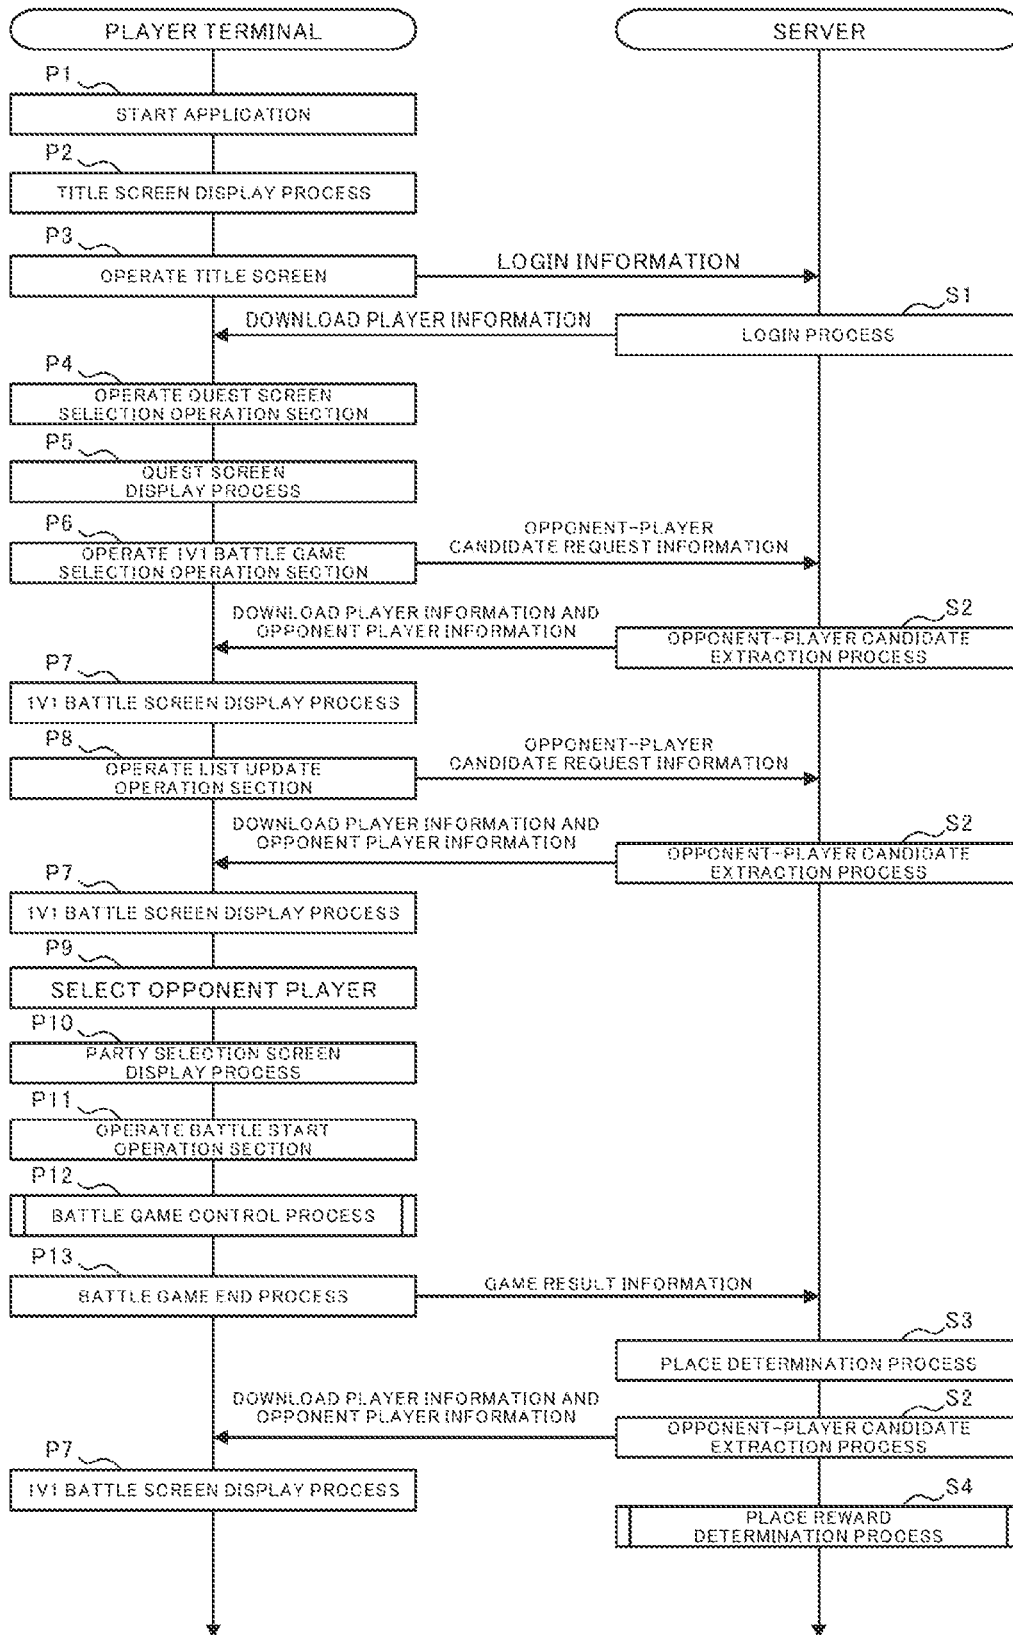 PLAYER TERMINAL
SERVER
P1
START APPLICATION
P2
TITLE SCREEN DISPLAY PROCESS
P3
OPERATE TITLE SCREEN
LOGIN INFORMATION
S1
DOWNLOAD PLAYER INFORMATION
LOGIN PROCESS
P4
OPERATE QUEST SCREEN
SELECTION OPERATION SECTION
P5
QUEST SCREEN
DISPLAY PROCESS
P6
OPERATE 1V1 BATTLE GAME
SELECTION OPERATION SECTION
OPPONENT-PLAYER
CANDIDATE REQUEST INFORMATION
S2
DOWNLOAD PLAYER INFORMATION AND
OPPONENT PLAYER INFORMATION
OPPONENT-PLAYER CANDIDATE
EXTRACTION PROCESS
P7
1V1 BATTLE SCREEN DISPLAY PROCESS
P8
OPERATE LIST UPDATE
OPERATION SECTION
OPPONENT-PLAYER
CANDIDATE REQUEST INFORMATION
S2
DOWNLOAD PLAYER INFORMATION AND
OPPONENT PLAYER INFORMATION
OPPONENT-PLAYER CANDIDATE
EXTRACTION PROCESS
P7
1V1 BATTLE SCREEN DISPLAY PROCESS
P9
SELECT OPPONENT PLAYER
P10
PARTY SELECTION SCREEN
DISPLAY PROCESS
P11
OPERATE BATTLE START
OPERATION SECTION
P12
BATTLE GAME CONTROL PROCESS
P13
BATTLE GAME END PROCESS
GAME RESULT INFORMATION
S3
PLACE DETERMINATION PROCESS
S2
DOWNLOAD PLAYER INFORMATION AND
OPPONENT PLAYER INFORMATION
OPPONENT-PLAYER CANDIDATE
EXTRACTION PROCESS
P7
1V1 BATTLE SCREEN DISPLAY PROCESS
S4
PLACE REWARD
DETERMINATION PROCESS